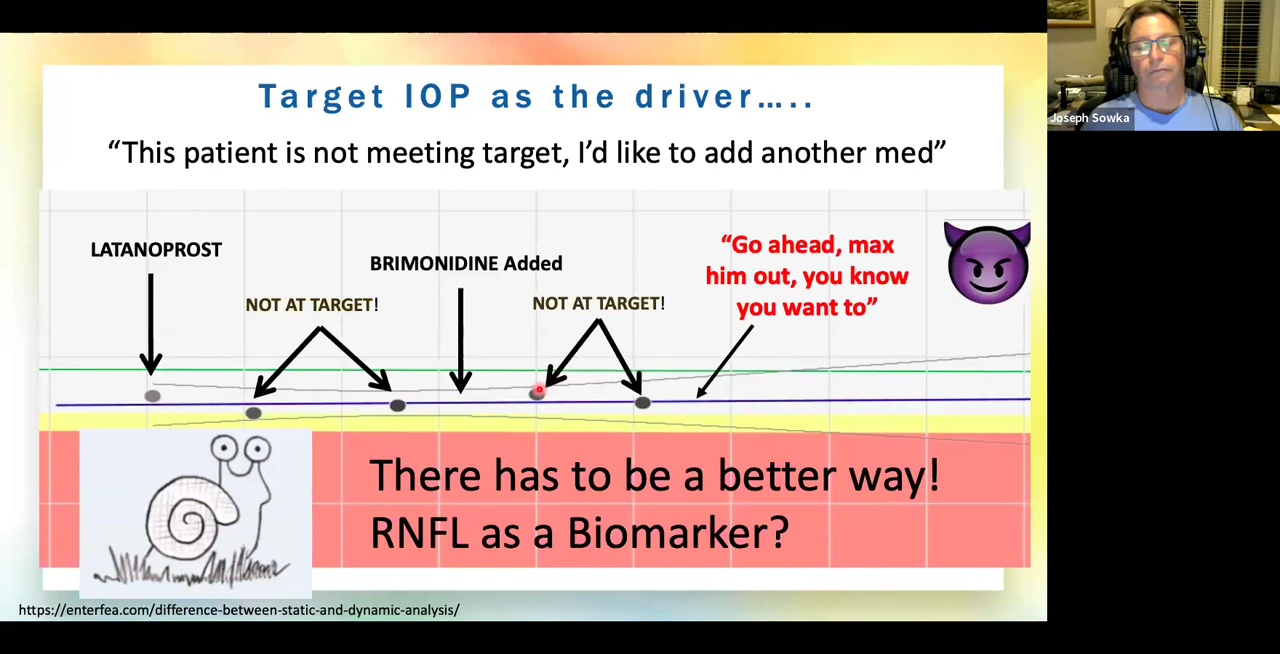 Target IOP as the driver…..
“This patient is not meeting target, I’d like to add another med”
LATANOPROST
BRIMONIDINE Added
NOT AT TARGET!
NOT AT TARGET!
“Go ahead, max
him out, you know
you want to”
There has to be a better way!
RNFL as a Biomarker?
https://enterfea.com/difference-between-static-and-dynamic-analysis/
Joseph Sowka